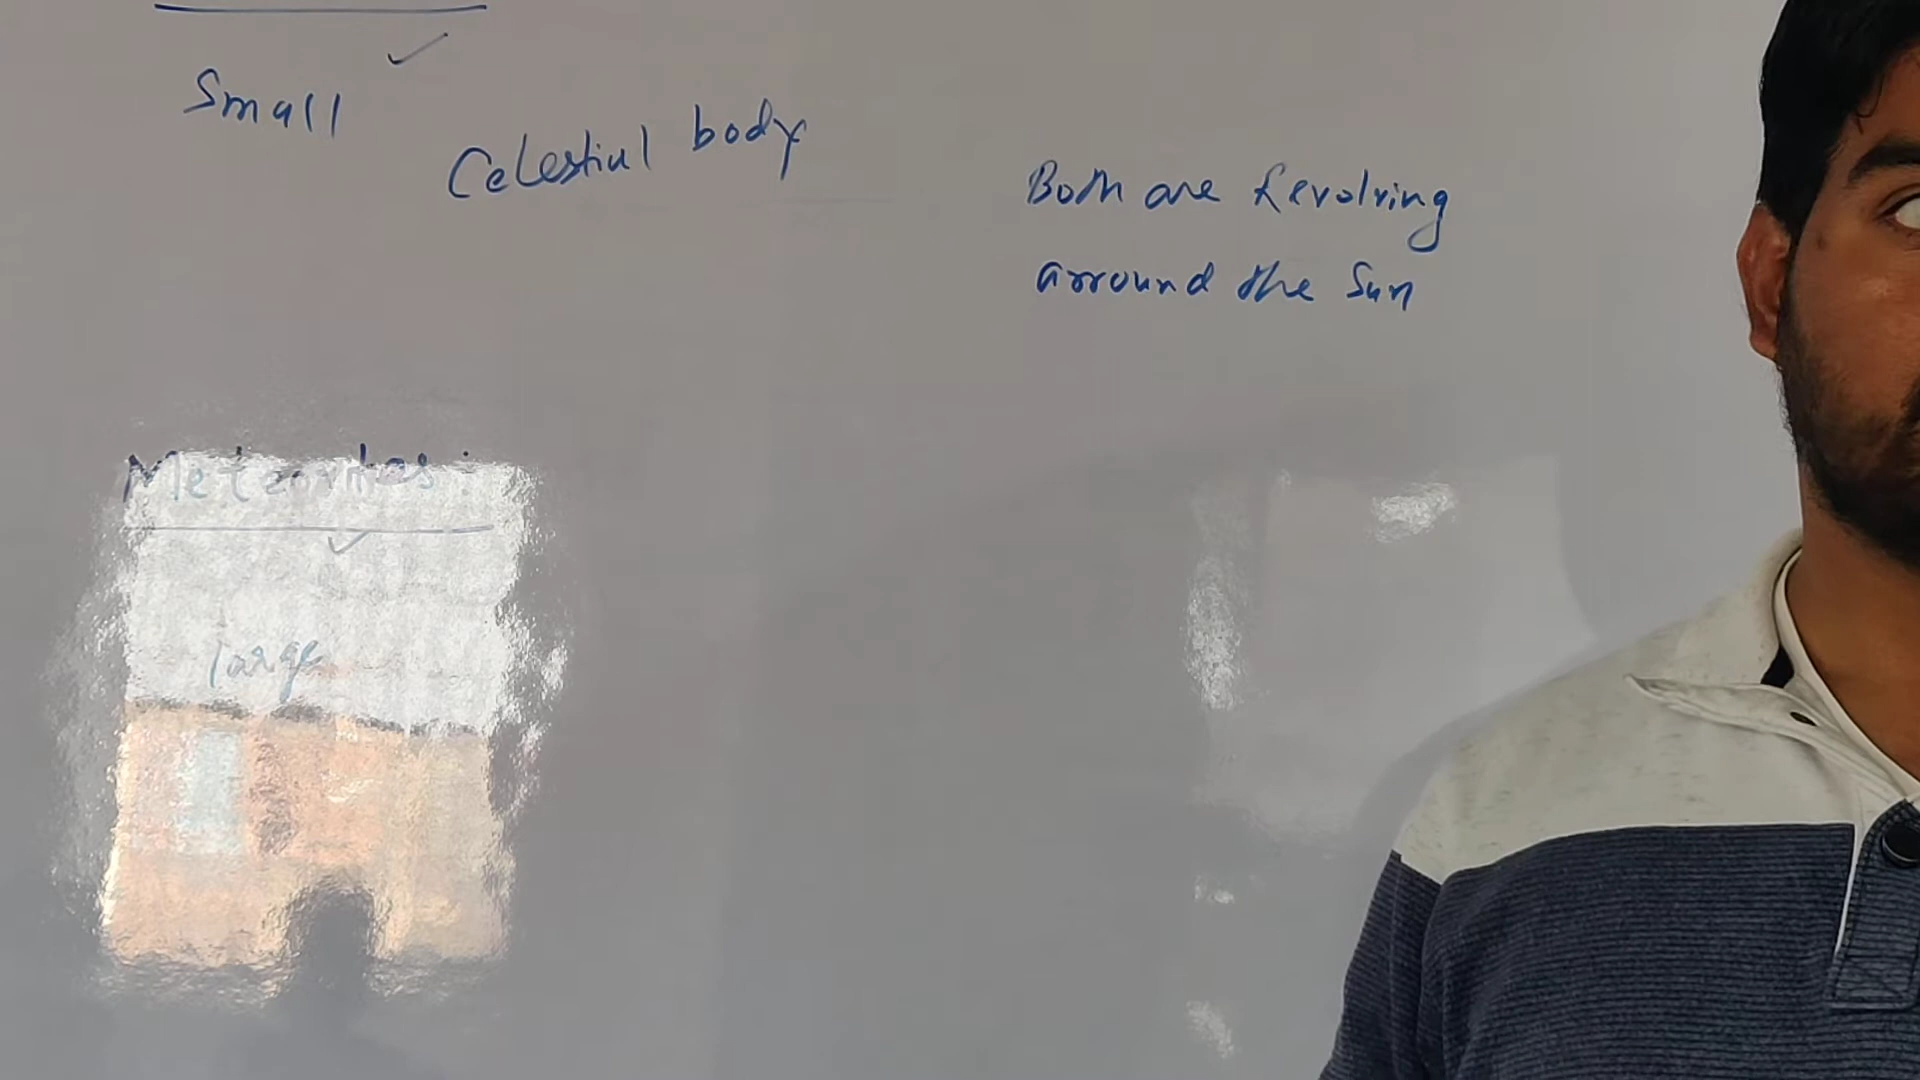 Small
Celestial body
Both are Revolving
arround the Sun
Meteorites :
large